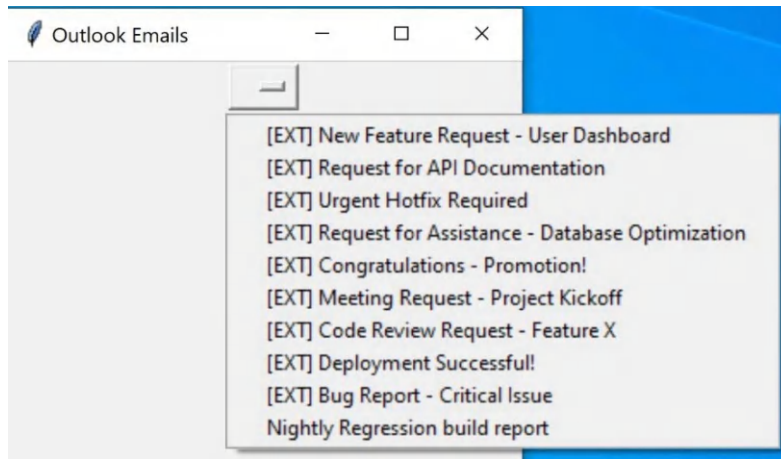 Outlook Emails
[EXT] New Feature Request - User Dashboard
[EXT] Request for API Documentation
[EXT] Urgent Hotfix Required
[EXT] Request for Assistance - Database Optimization
[EXT] Congratulations - Promotion!
[EXT] Meeting Request - Project Kickoff
[EXT] Code Review Request - Feature X
[EXT] Deployment Successful!
[EXT] Bug Report - Critical Issue
Nightly Regression build report